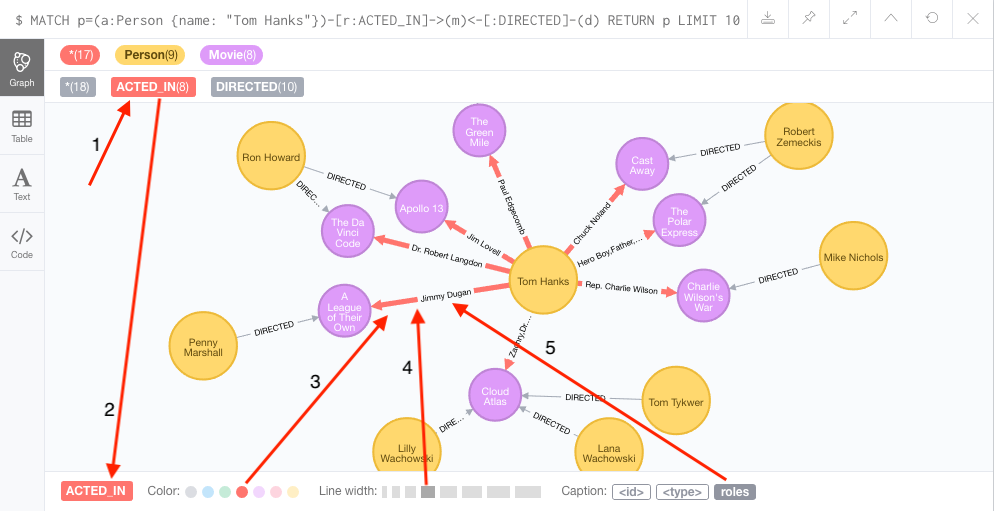 $ MATCH p=(a:Person {name: "Tom Hanks"})-[r:ACTED_IN]->(m)<-[:DIRECTED]-(d) RETURN p LIMIT 10
*(17) Person(9) Movie(8)
*(18) ACTED_IN(8) DIRECTED(10)
Graph
Table
Text
Code
1
2
3
4
5
The
Green
Mile
Robert
Zemeckis
Ron Howard
Cast
Away
DIRECTED
DIRECTED
DIRECTED
DIREC...
Paul Edgecomb
Apollo 13
Chuck Noland
The
Polar
Express
The Da
Vinci
Code
Jim Lovell
Dr. Robert Langdon
Hero Boy,Father,...
Mike Nichols
Tom Hanks
Rep. Charlie Wilson
DIRECTED
Charlie
Wilson's
War
A
League
of Their
Own
Jimmy Dugan
DIRECTED
Penny
Marshall
Zachry,Dr....
Cloud
Atlas
DIRECTED
Tom Tykwer
DIRE...
DIRECTED
Lilly
Wachowski
Lana
Wachowski
ACTED_IN Color: Line width: Caption: <id> <type> roles